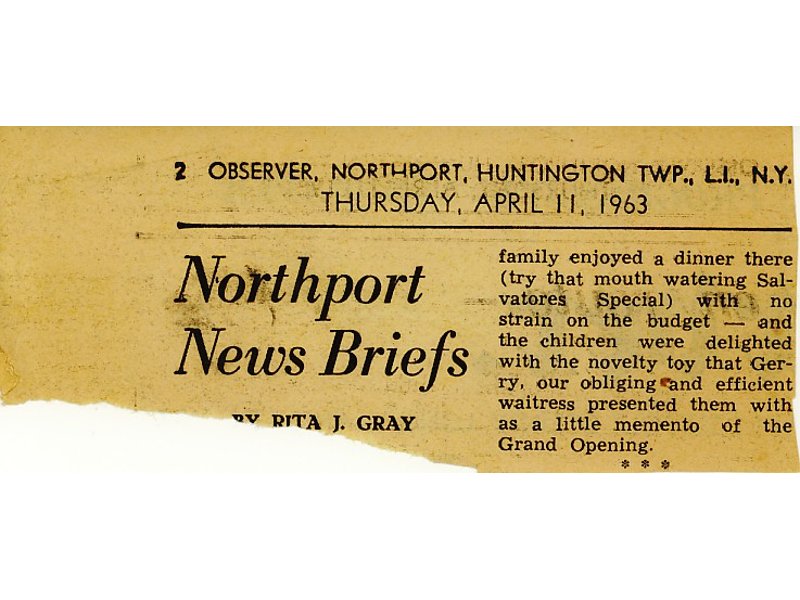 2 OBSERVER, NORTHPORT, HUNTINGTON TWP., L.I., N.Y.
THURSDAY, APRIL 11, 1963
Northport
News Briefs
BY RITA J. GRAY
family enjoyed a dinner there
(try that mouth watering Sal-
vatores Special) with no
strain on the budget — and
the children were delighted
with the novelty toy that Ger-
ry, our obliging and efficient
waitress presented them with
as a little memento of the
Grand Opening.
* * *